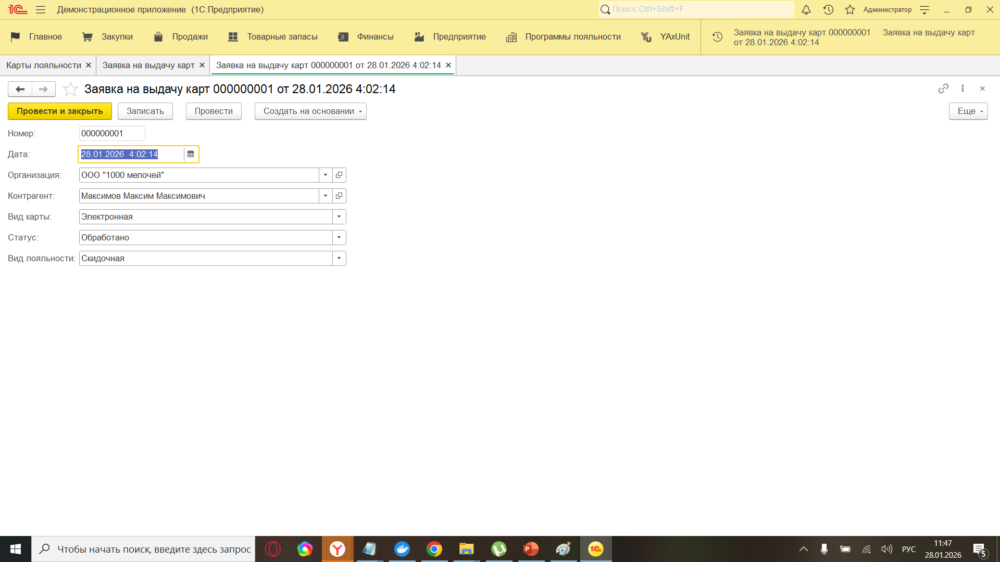 Демонстрационное приложение (1С:Предприятие)
Поиск Ctrl+Shift+F
Администратор
Главное
Закупки
Продажи
Товарные запасы
Финансы
Предприятие
Программы лояльности
YAxUnit
Заявка на выдачу карт 000000001 от 28.01.2026 4:02:14
Заявка на выдачу карт
Карты лояльности
Заявка на выдачу карт
Заявка на выдачу карт 000000001 от 28.01.2026 4:02:14
Заявка на выдачу карт 000000001 от 28.01.2026 4:02:14
Провести и закрыть
Записать
Провести
Создать на основании
Еще
Номер: 000000001
Дата: 28.01.2026 4:02:14
Организация: ООО "1000 мелочей"
Контрагент: Максимов Максим Максимович
Вид карты: Электронная
Статус: Обработано
Вид лояльности: Скидочная
Чтобы начать поиск, введите здесь запрос
РУС
11:47
28.01.2026
5